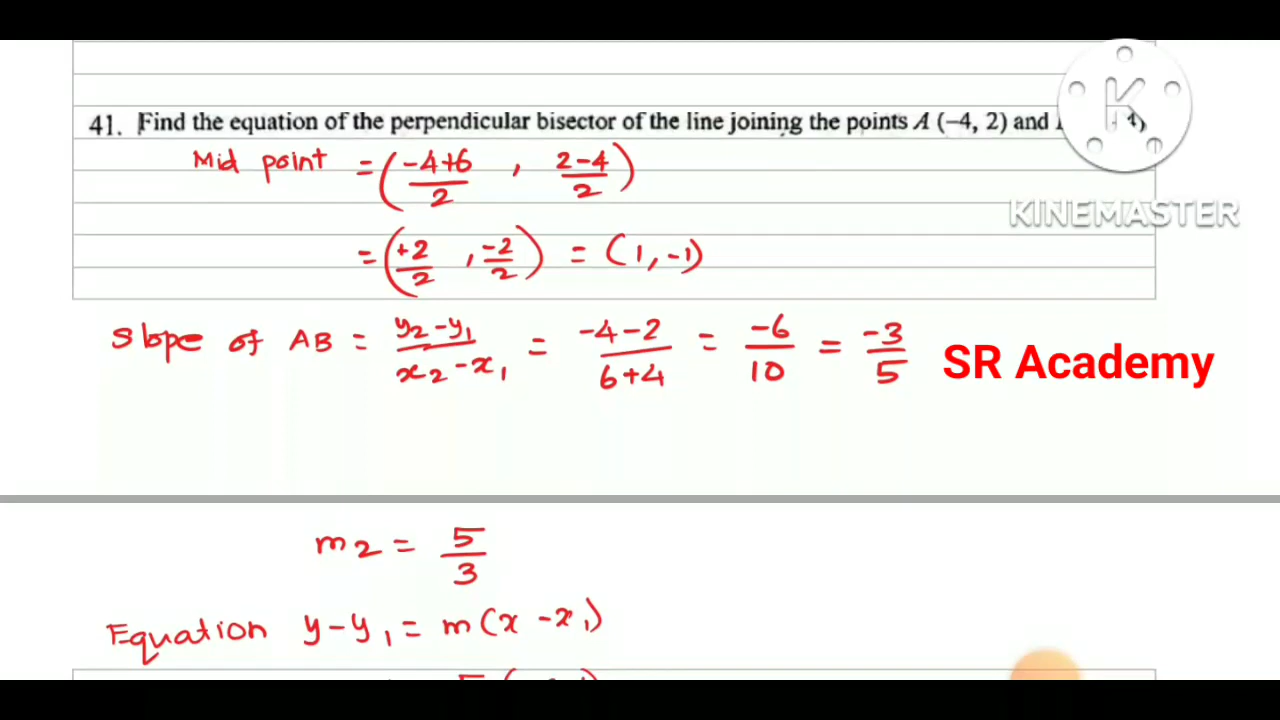 41. Find the equation of the perpendicular bisector of the line joining the points A (−4, 2) and
Mid point = (-4+6/2 , 2-4/2)
KINEMASTER
= (+2/2 , -2/2) = (1, -1)
Slope of AB = y₂-y₁/x₂-x₁ = -4-2/6+4 = -6/10 = -3/5
SR Academy
m₂ = 5/3
Equation y-y₁ = m(x-x₁)